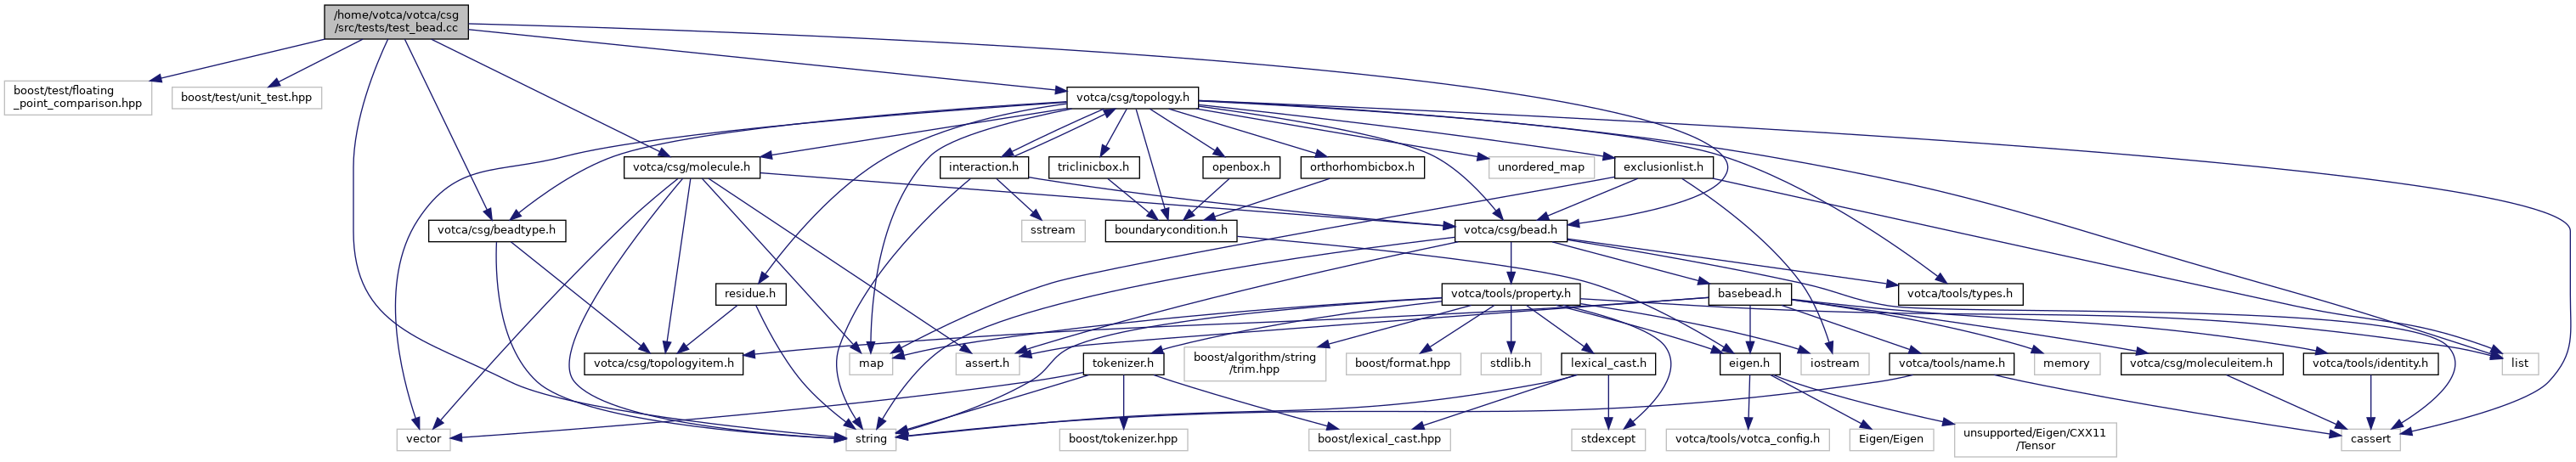 /home/votca/votca/csg
/src/tests/test_bead.cc
boost/test/floating
_point_comparison.hpp
boost/test/unit_test.hpp
votca/csg/topology.h
votca/csg/molecule.h
interaction.h
triclinicbox.h
openbox.h
orthorhombicbox.h
unordered_map
exclusionlist.h
votca/csg/beadtype.h
sstream
boundarycondition.h
votca/csg/bead.h
residue.h
votca/tools/property.h
basebead.h
votca/tools/types.h
votca/csg/topologyitem.h
map
assert.h
tokenizer.h
boost/algorithm/string
/trim.hpp
boost/format.hpp
stdlib.h
lexical_cast.h
eigen.h
iostream
votca/tools/name.h
memory
votca/csg/moleculeitem.h
votca/tools/identity.h
list
vector
string
boost/tokenizer.hpp
boost/lexical_cast.hpp
stdexcept
votca/tools/votca_config.h
Eigen/Eigen
unsupported/Eigen/CXX11
/Tensor
cassert